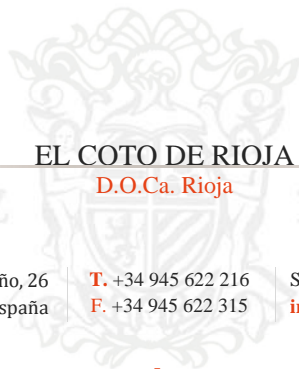 EL COTO DE RIOJA
D.O.Ca. Rioja
ño, 26
spaña
T. +34 945 622 216
F. +34 945 622 315